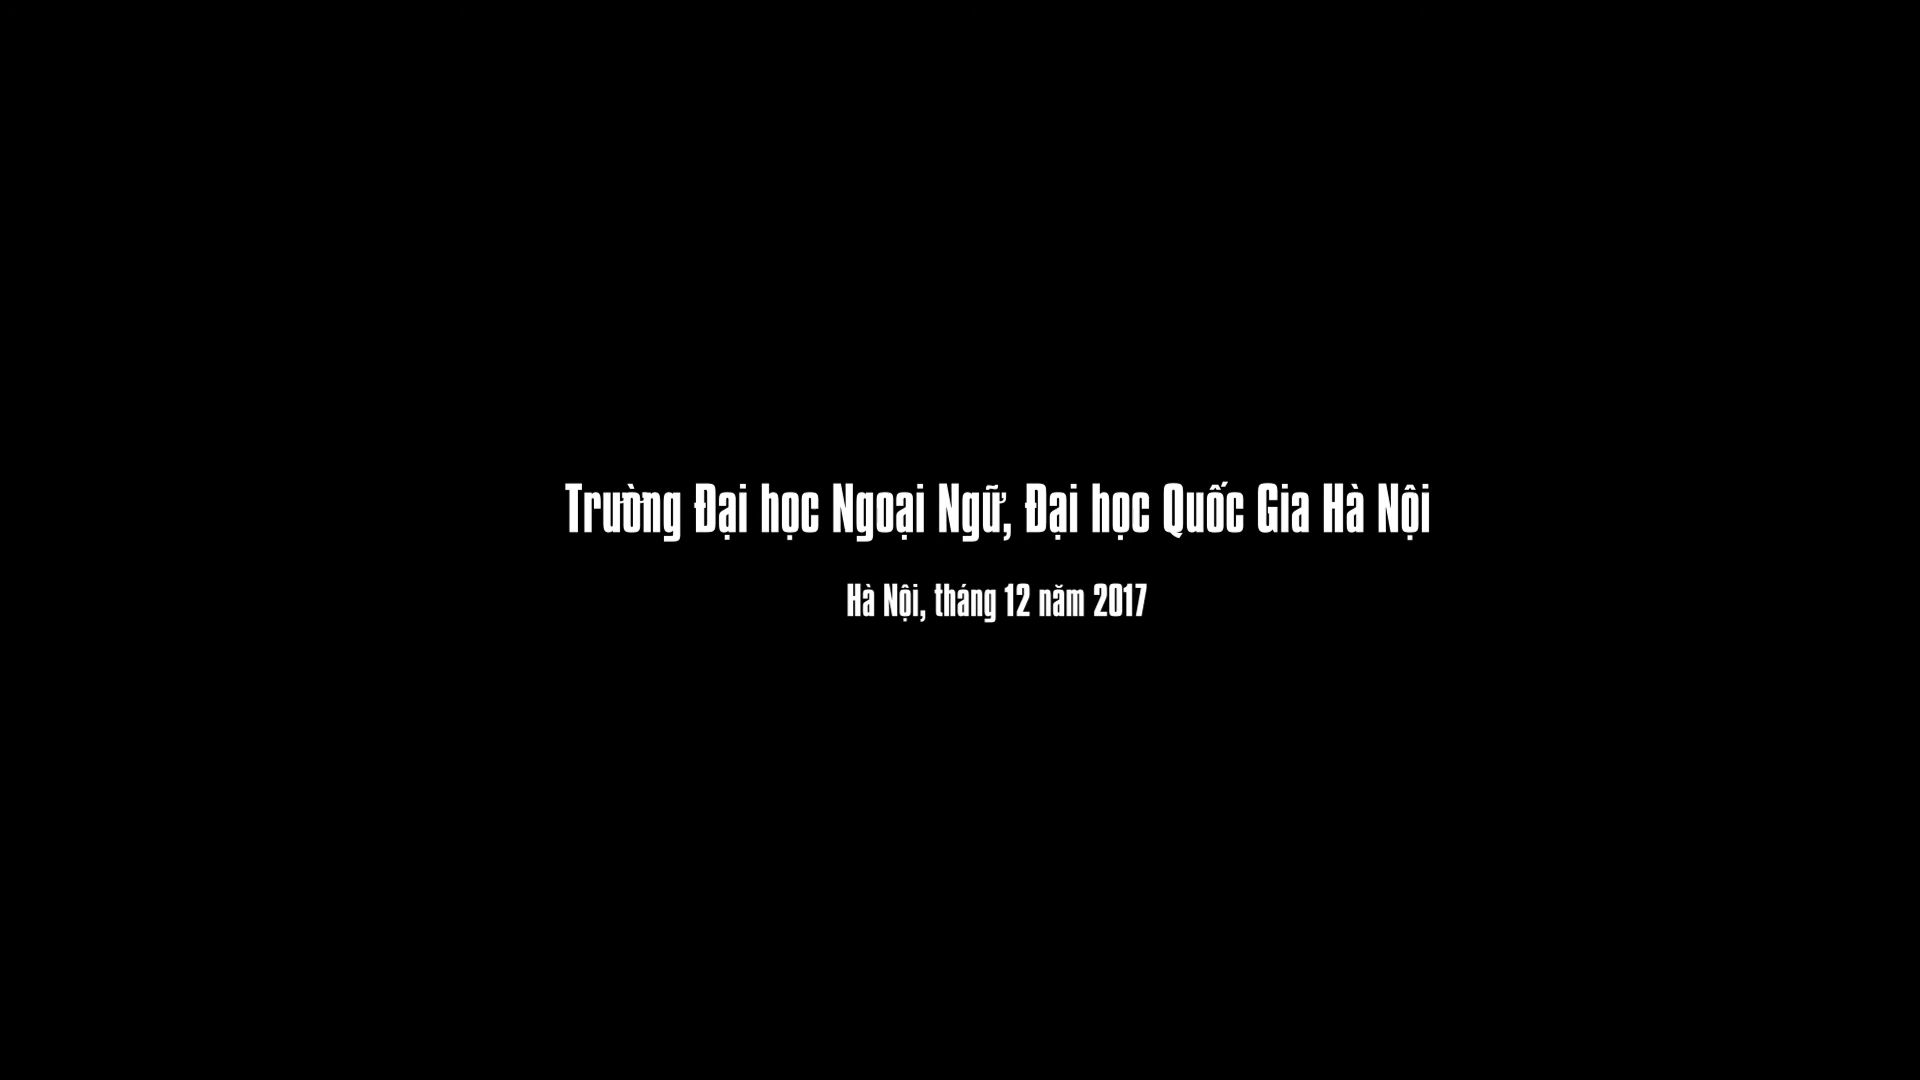 Trường Đại học Ngoại Ngữ, Đại học Quốc Gia Hà Nội
Hà Nội, tháng 12 năm 2017